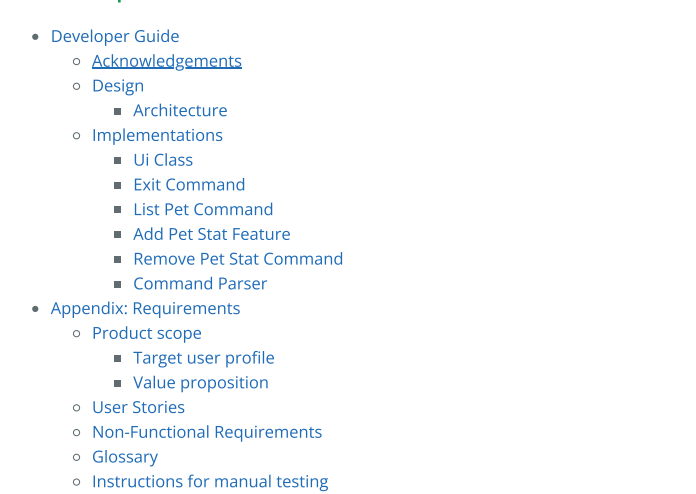 Developer Guide
Acknowledgements
Design
Architecture
Implementations
Ui Class
Exit Command
List Pet Command
Add Pet Stat Feature
Remove Pet Stat Command
Command Parser
Appendix: Requirements
Product scope
Target user profile
Value proposition
User Stories
Non-Functional Requirements
Glossary
Instructions for manual testing